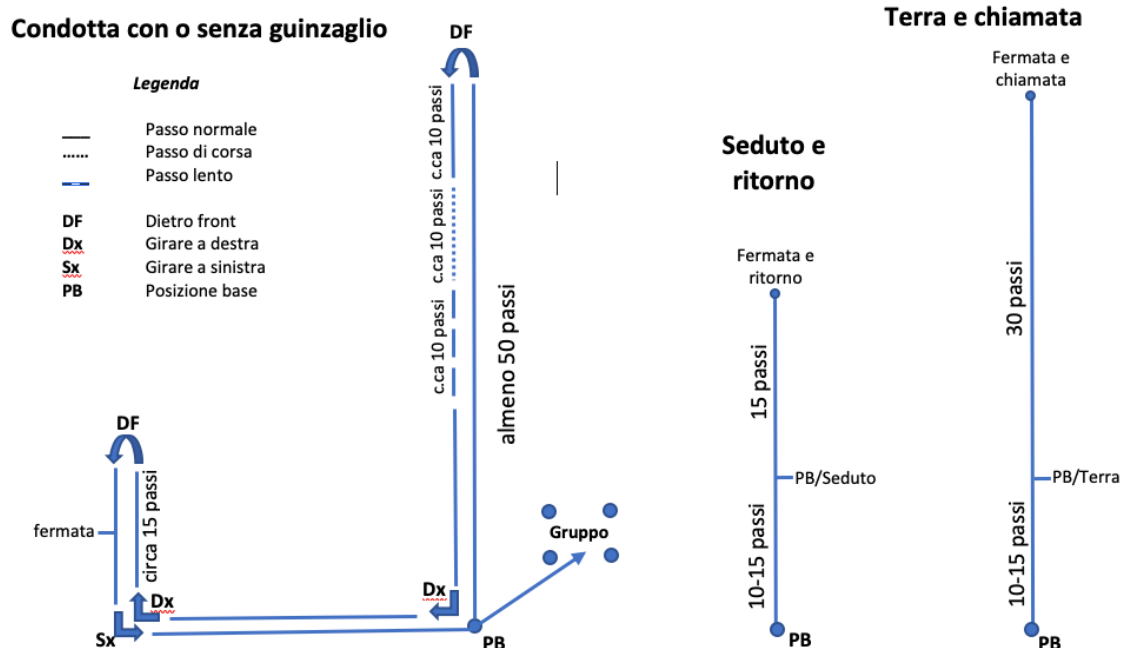 Condotta con o senza guinzaglio
Legenda
Passo normale
Passo di corsa
Passo lento
DF Dietro front
Dx Girare a destra
Sx Girare a sinistra
PB Posizione base
DF
c.ca 10 passi
c.ca 10 passi
c.ca 10 passi
almeno 50 passi
DF
fermata
circa 15 passi
Dx
Sx
Dx
PB
Gruppo
Seduto e
ritorno
Fermata e
ritorno
15 passi
PB/Seduto
10-15 passi
PB
Terra e chiamata
Fermata e
chiamata
30 passi
PB/Terra
10-15 passi
PB